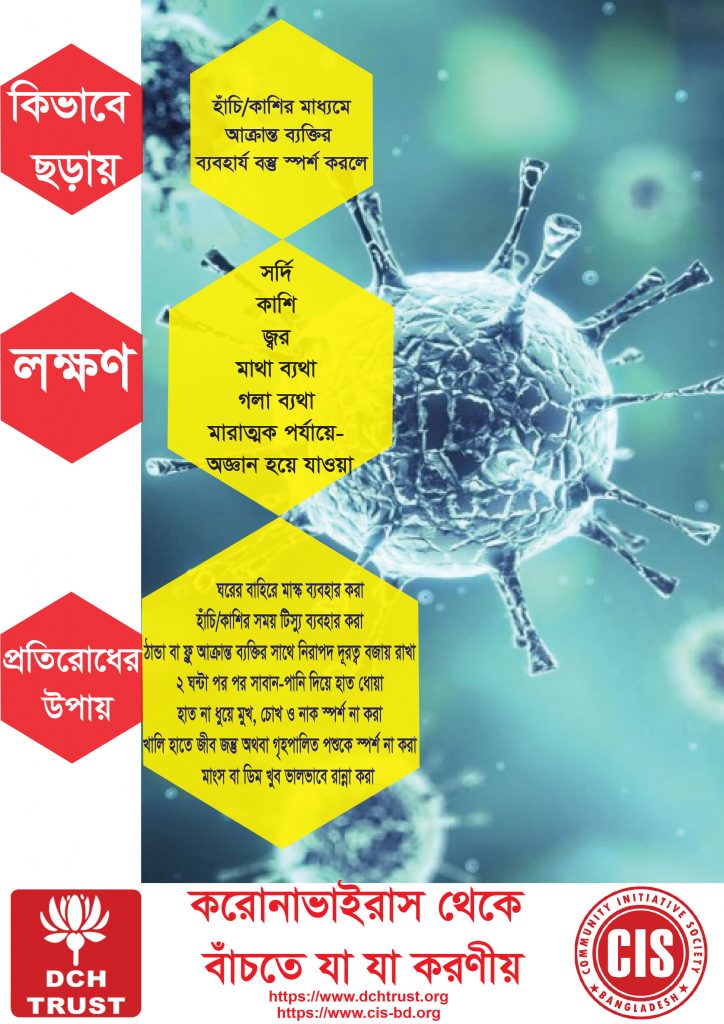 কিভাবে
ছড়ায়
হাঁচি/কাশির মাধ্যমে
আক্রান্ত ব্যক্তির
ব্যবহার্য বস্তু স্পর্শ করলে
লক্ষণ
সর্দি
কাশি
জ্বর
মাথা ব্যথা
গলা ব্যথা
মারাত্মক পর্যায়ে-
অজ্ঞান হয়ে যাওয়া
প্রতিরোধের
উপায়
ঘরের বাহিরে মাস্ক ব্যবহার করা
হাঁচি/কাশির সময় টিস্যু ব্যবহার করা
ঠান্ডা বা ফ্লু আক্রান্ত ব্যক্তির সাথে নিরাপদ দূরত্ব বজায় রাখা
২ ঘন্টা পর পর সাবান-পানি দিয়ে হাত ধোয়া
হাত না ধুয়ে মুখ, চোখ ও নাক স্পর্শ না করা
খালি হাতে জীব জন্তু অথবা গৃহপালিত পশুকে স্পর্শ না করা
মাংস বা ডিম খুব ভালভাবে রান্না করা
করোনাভাইরাস থেকে
বাঁচতে যা যা করণীয়
https://www.dchtrust.org
https://www.cis-bd.org
DCH
TRUST
COMMUNITY INITIATIVE SOCIETY
CIS
BANGLADESH